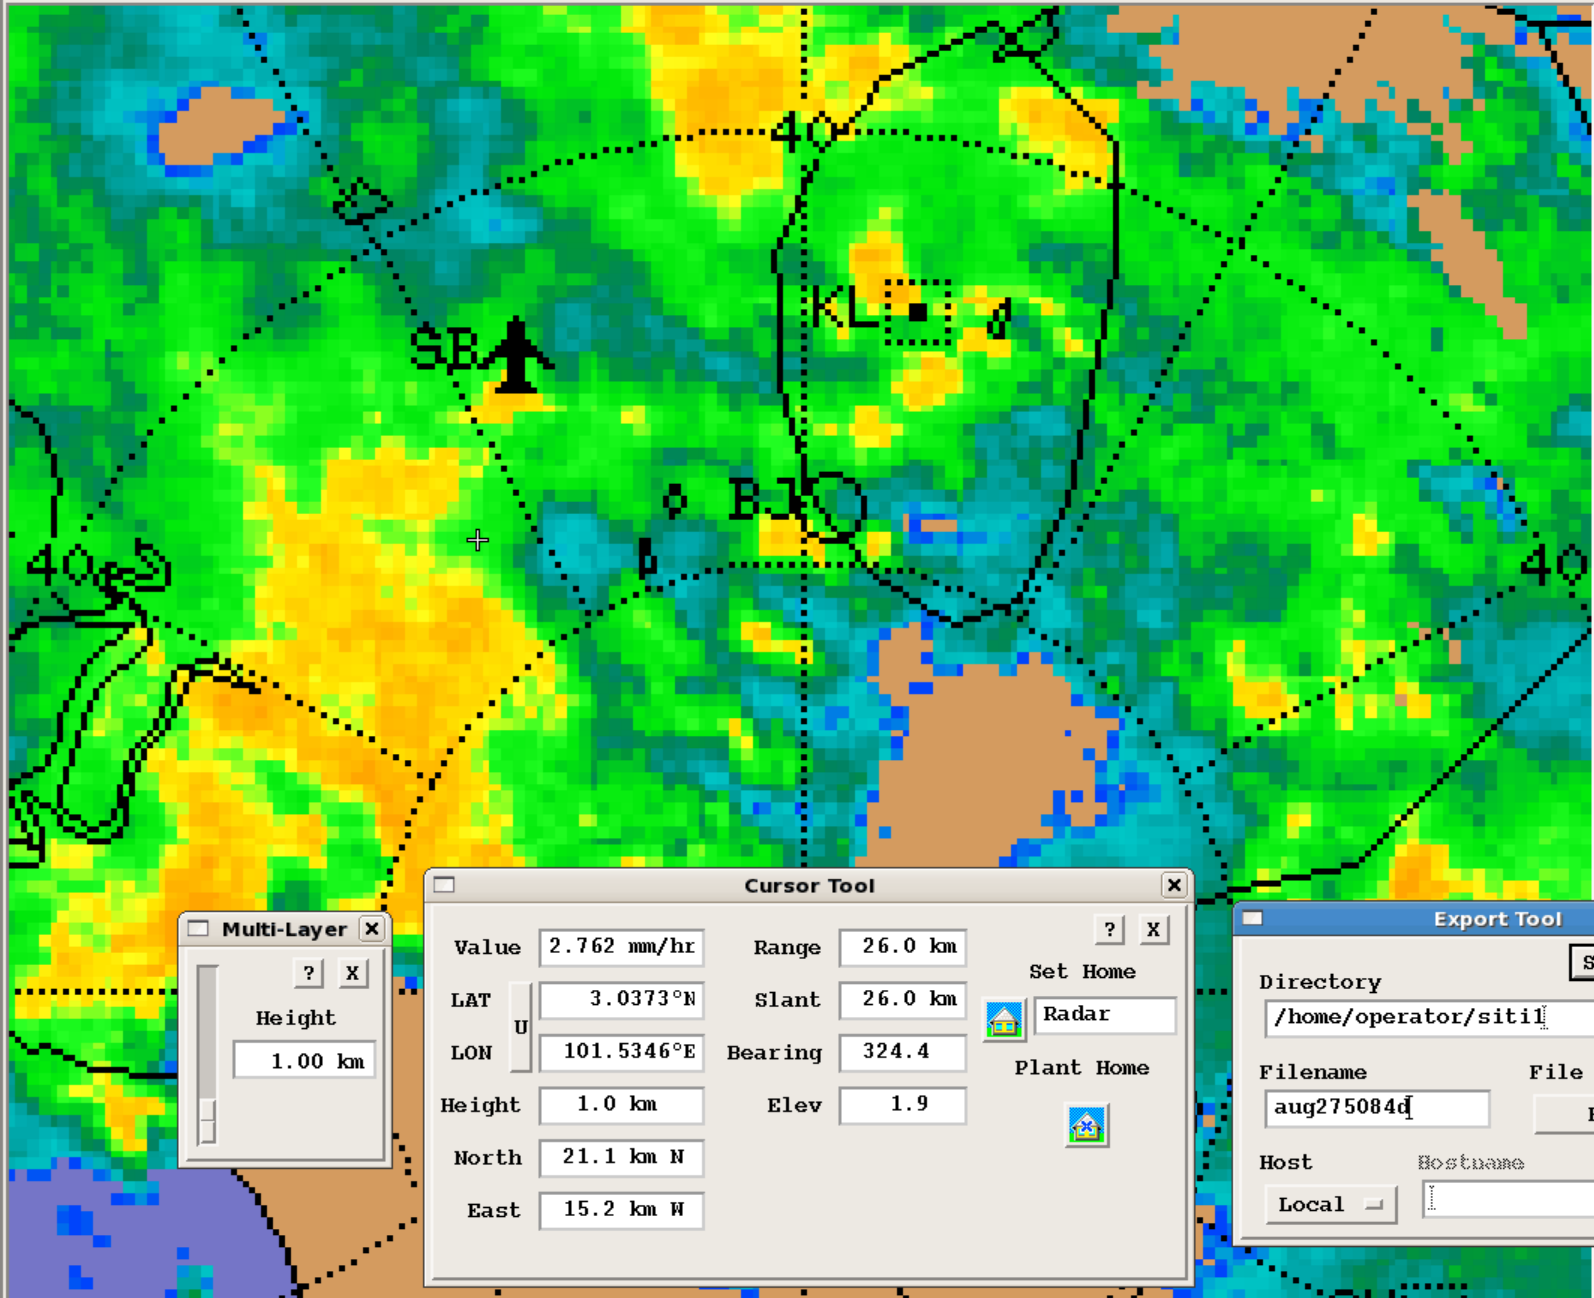 40
KL
d
SB
o BJ
b
40
40
Cursor Tool
Value 2.762 mm/hr
LAT 3.0373°N
U
LON 101.5346°E
Height 1.0 km
North 21.1 km N
East 15.2 km W
Range 26.0 km
Slant 26.0 km
Bearing 324.4
Elev 1.9
? X
Set Home
Radar
Plant Home
Multi-Layer
? X
Height
1.00 km
Export Tool
S
Directory
/home/operator/siti1
Filename File
aug275084d
Host Hostname
Local